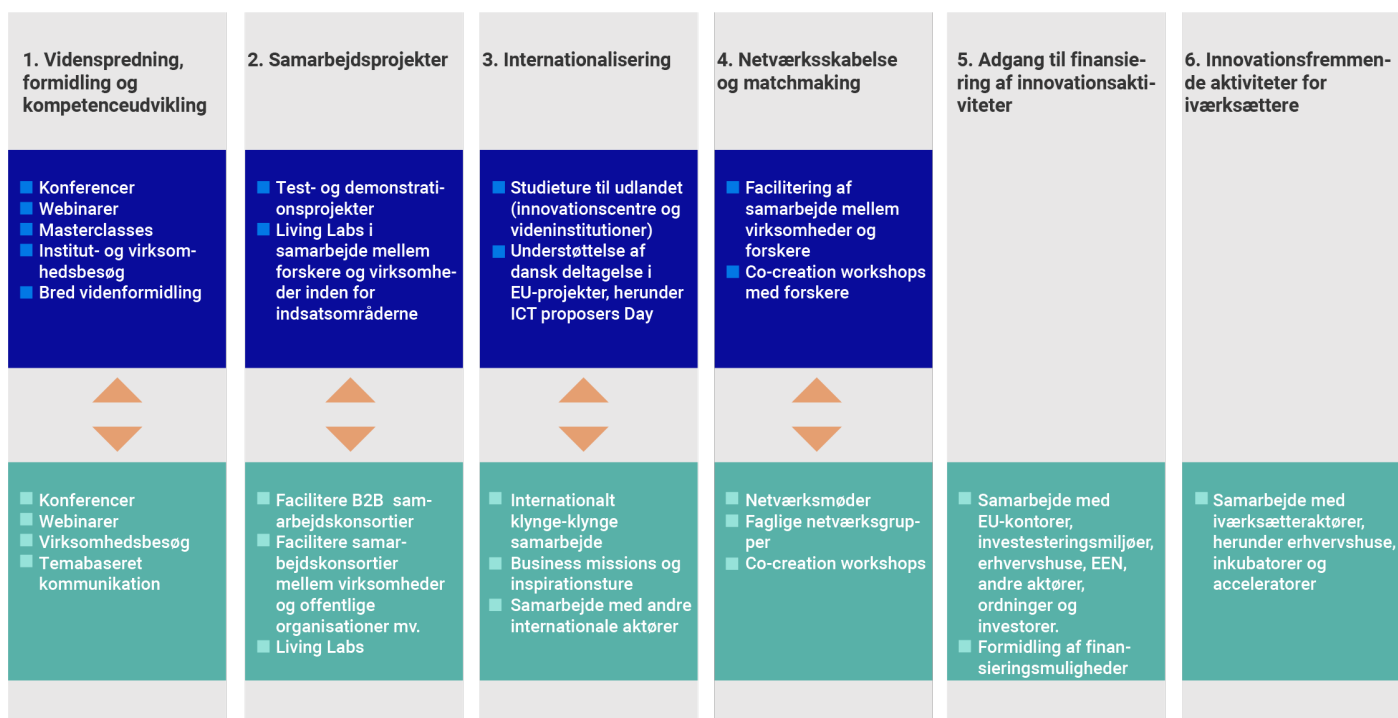 1. Videnspredning,
formidling og
kompetenceudvikling
2. Samarbejdsprojekter
3. Internationalisering
4. Netværksskabelse
og matchmaking
5. Adgang til finansie-
ring af innovationsakti-
viteter
6. Innovationsfremmen-
de aktiviteter for
iværksættere
Konferencer
Webinarer
Masterclasses
Institut- og virksom-
hedsbesøg
Bred videnformidling
Test- og demonstrati-
onsprojekter
Living Labs i
samarbejde mellem
forskere og virksomhe-
der inden for
indsatsområderne
Studieture til udlandet
(innovationscentre og
videninstitutioner)
Understøttelse af
dansk deltagelse i
EU-projekter, herunder
ICT proposers Day
Facilitering af
samarbejde mellem
virksomheder og
forskere
Co-creation workshops
med forskere
Konferencer
Webinarer
Virksomhedsbesøg
Temabaseret
kommunikation
Facilitere B2B sam-
arbejdskonsortier
Facilitere samar-
bejdskonsortier
mellem virksomheder
og offentlige
organisationer mv.
Living Labs
Internationalt
klynge-klynge
samarbejde
Business missions og
inspirationsture
Samarbejde med andre
internationale aktører
Netværksmøder
Faglige netværksgrup-
per
Co-creation workshops
Samarbejde med
EU-kontorer,
investesteringsmiljøer,
erhvervshuse, EEN,
andre aktører,
ordninger og
investorer.
Formidling af finan-
sieringsmuligheder
Samarbejde med
iværksætteraktører,
herunder erhvervshuse,
inkubatorer og
acceleratorer